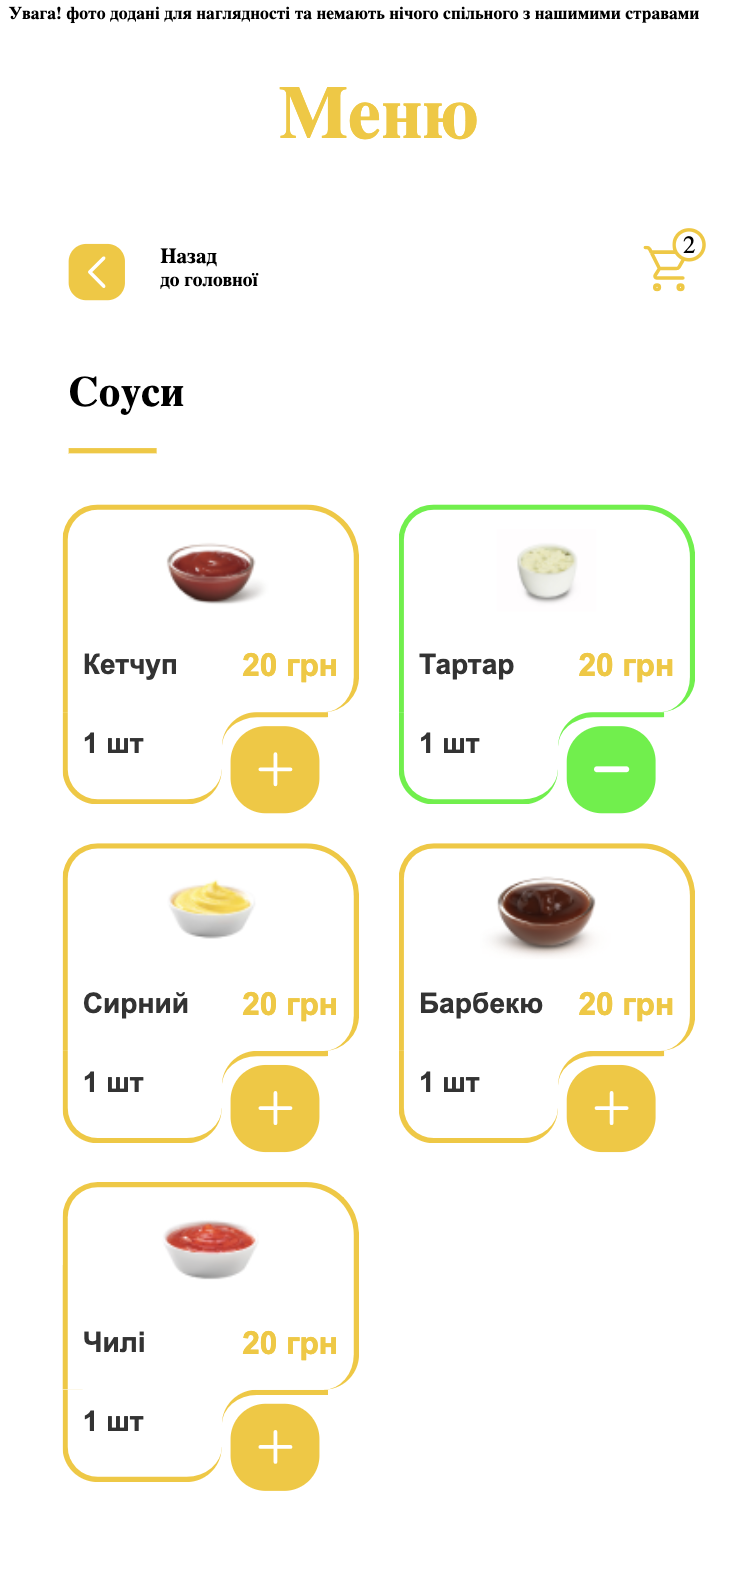 Увага! фото додані для наглядності та немають нічого спільного з нашимими стравами
Меню
Назад
до головної
2
Соуси
Кетчуп 20 грн
1 шт
Тартар 20 грн
1 шт
Сирний 20 грн
1 шт
Барбекю 20 грн
1 шт
Чилі 20 грн
1 шт